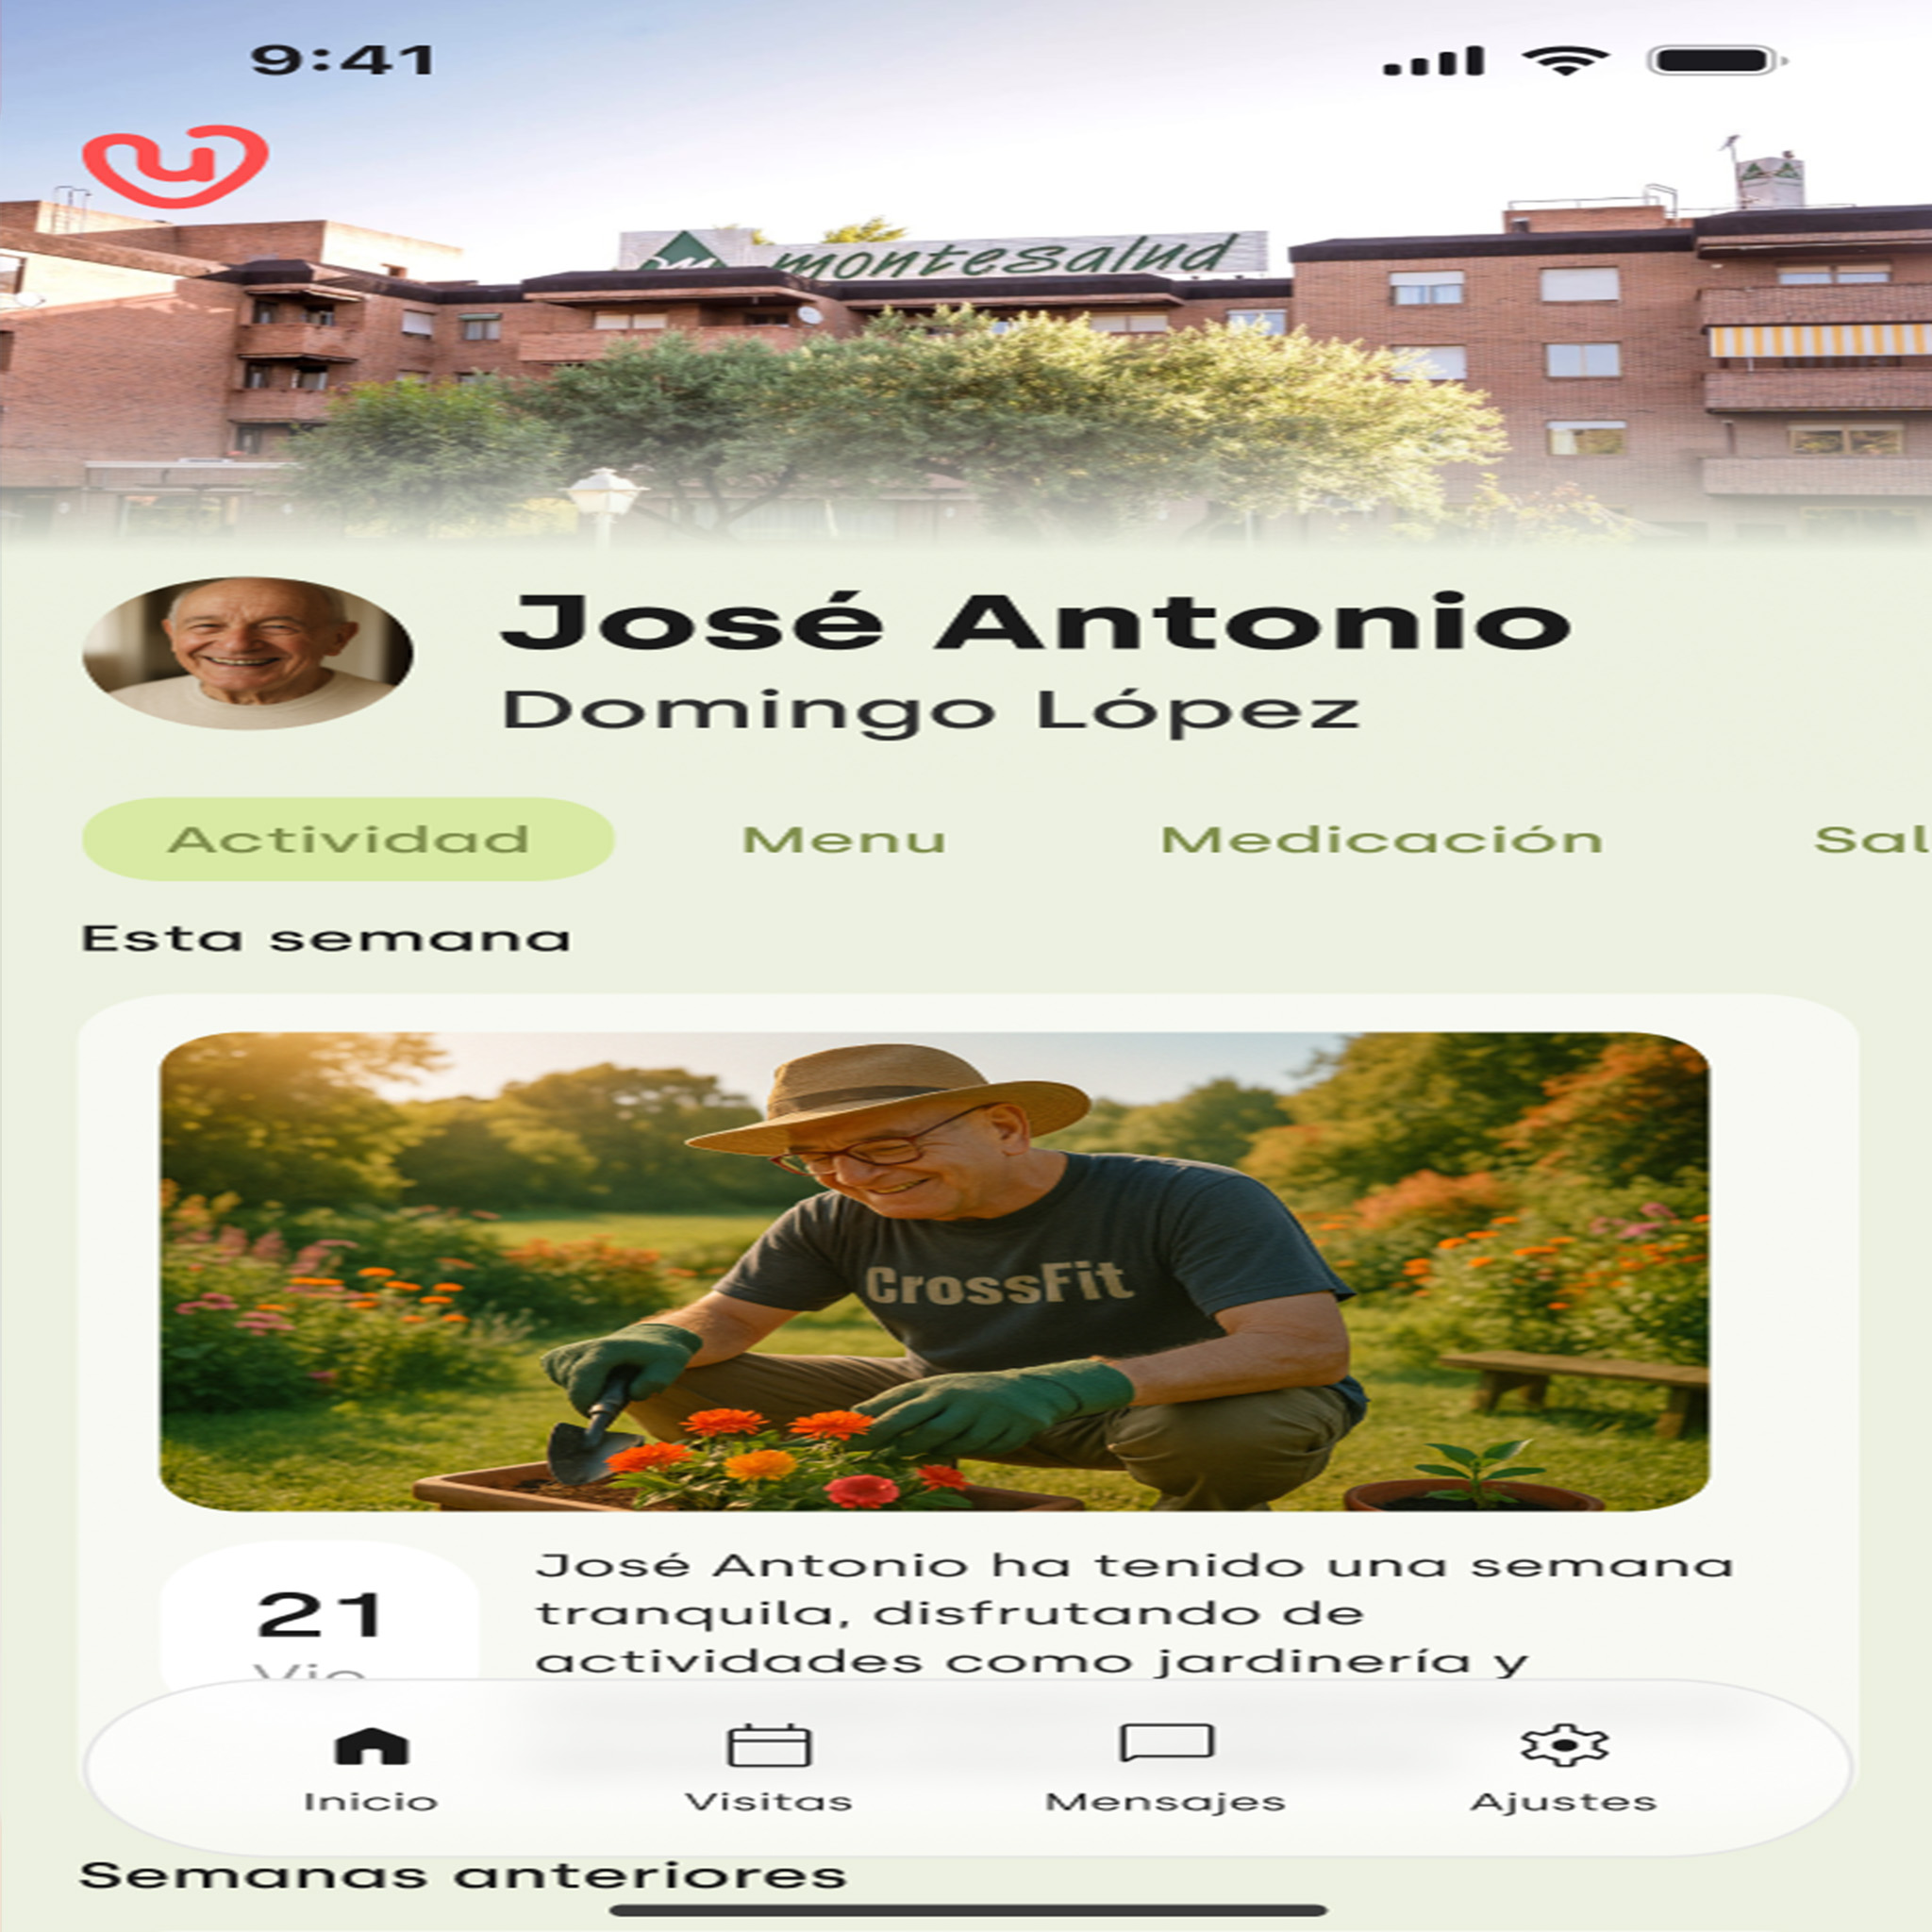 9:41
montesalud
José Antonio
Domingo López
Actividad Menu Medicación Sal
Esta semana
CrossFit
José Antonio ha tenido una semana
tranquila, disfrutando de
21
actividades como jardinería y
Inicio Visitas Mensajes Ajustes
Semanas anteriores